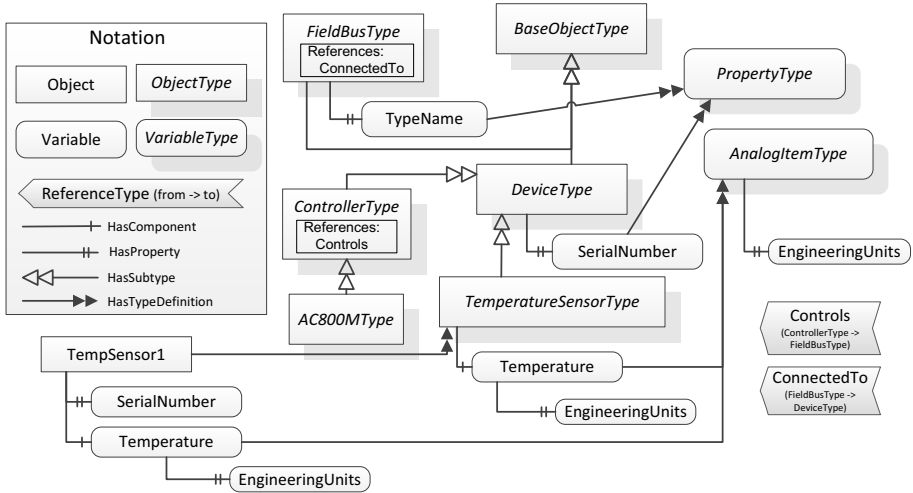 Notation
Object
ObjectType
Variable
VariableType
ReferenceType (from -> to)
HasComponent
HasProperty
HasSubtype
HasTypeDefinition
FieldBusType
References:
ConnectedTo
BaseObjectType
PropertyType
TypeName
AnalogItemType
DeviceType
ControllerType
References:
Controls
SerialNumber
EngineeringUnits
TemperatureSensorType
AC800MType
Controls
(ControllerType ->
FieldBusType)
TempSensor1
Temperature
ConnectedTo
(FieldBusType ->
DeviceType)
SerialNumber
EngineeringUnits
Temperature
EngineeringUnits